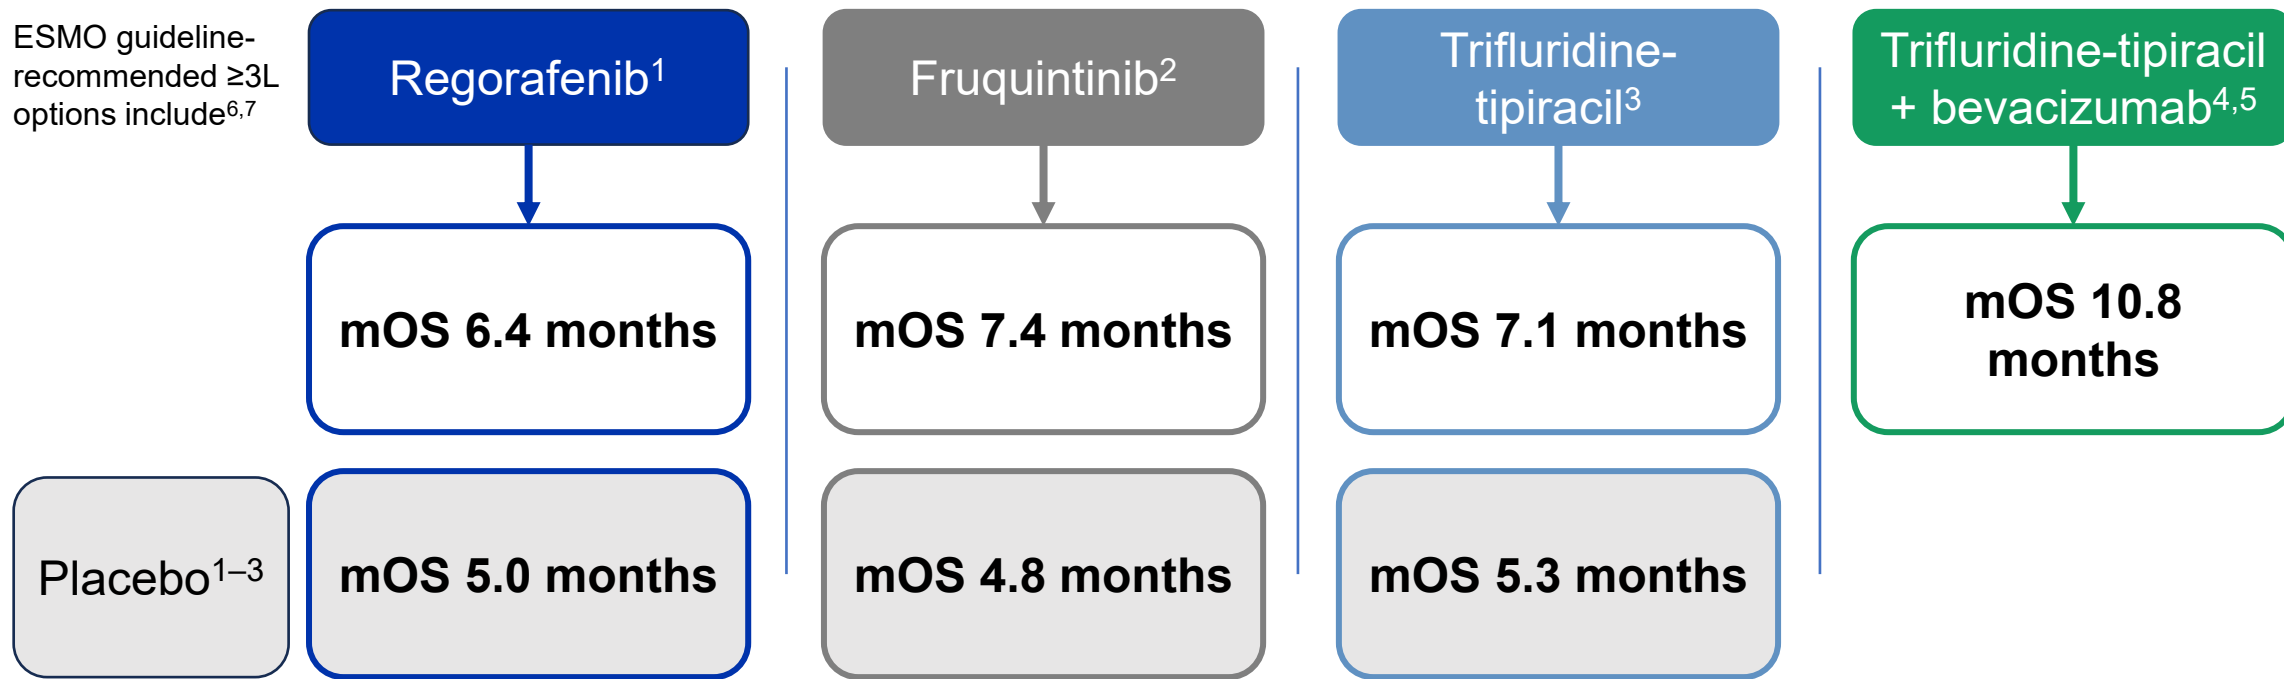 ESMO guideline-
recommended ≥3L
options include⁶,⁷
Regorafenib¹
Fruquintinib²
Trifluridine-
tipiracil³
Trifluridine-tipiracil
+ bevacizumab⁴,⁵
mOS 6.4 months
mOS 7.4 months
mOS 7.1 months
mOS 10.8
months
Placebo¹⁻³
mOS 5.0 months
mOS 4.8 months
mOS 5.3 months